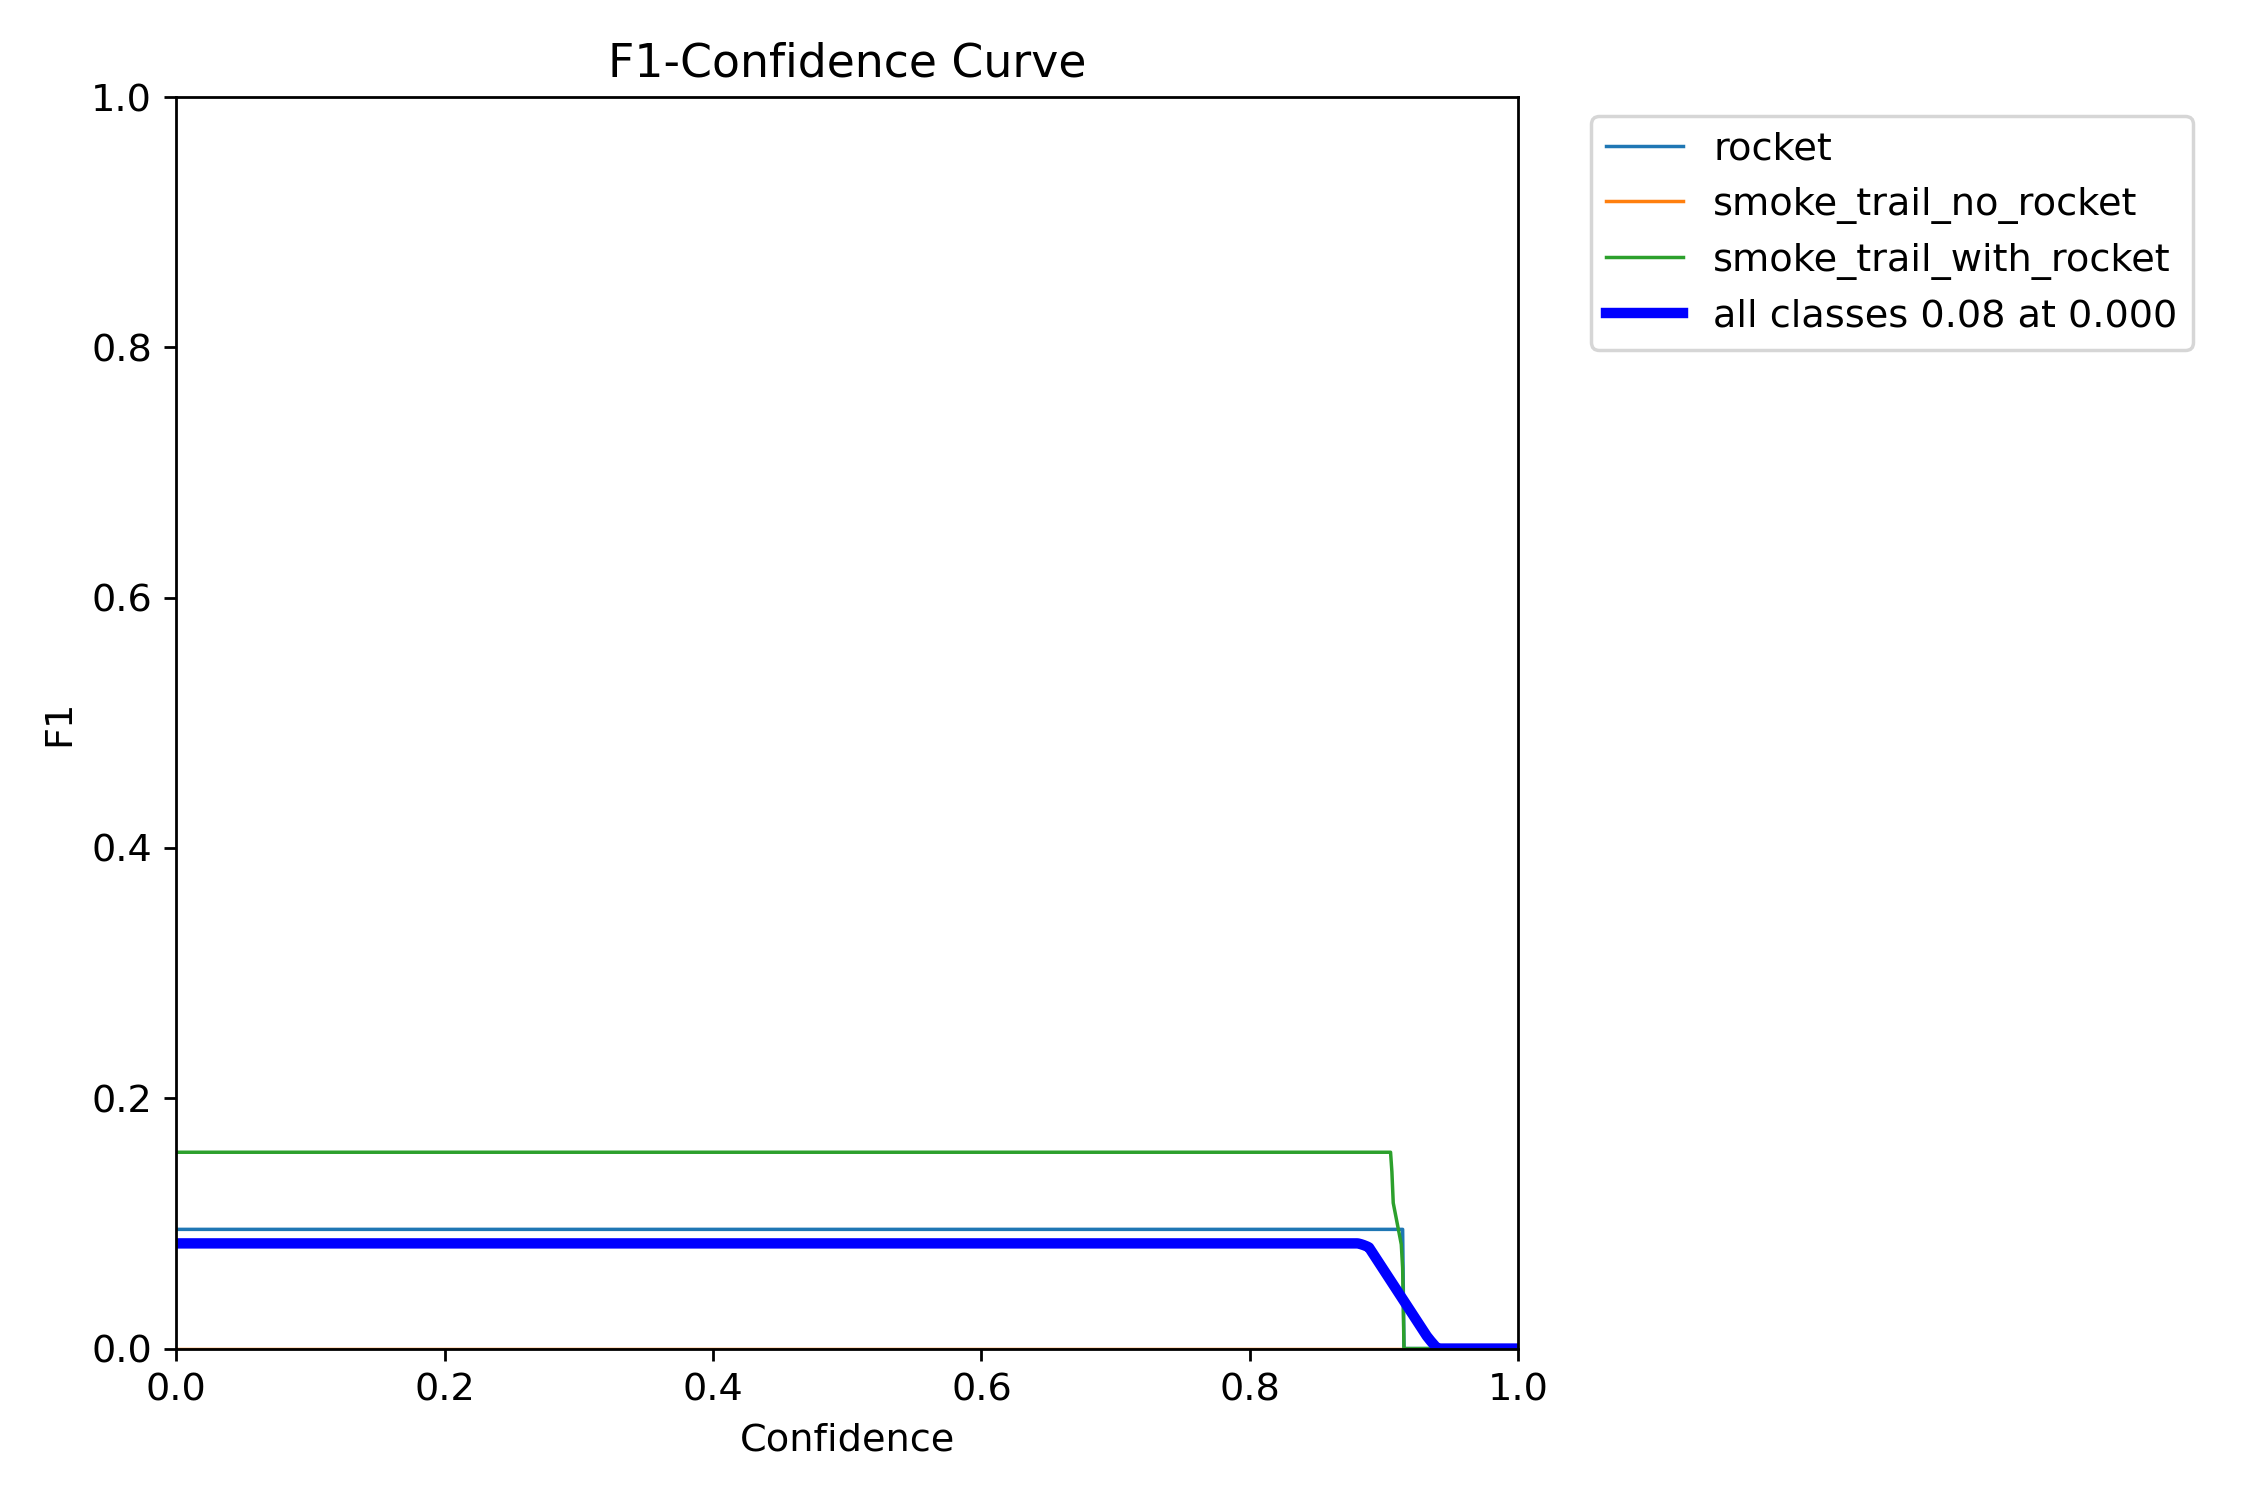 F1-Confidence Curve
1.0
0.8
0.6
0.4
0.2
0.0
F1
0.0 0.2 0.4 0.6 0.8 1.0
Confidence
rocket
smoke_trail_no_rocket
smoke_trail_with_rocket
all classes 0.08 at 0.000